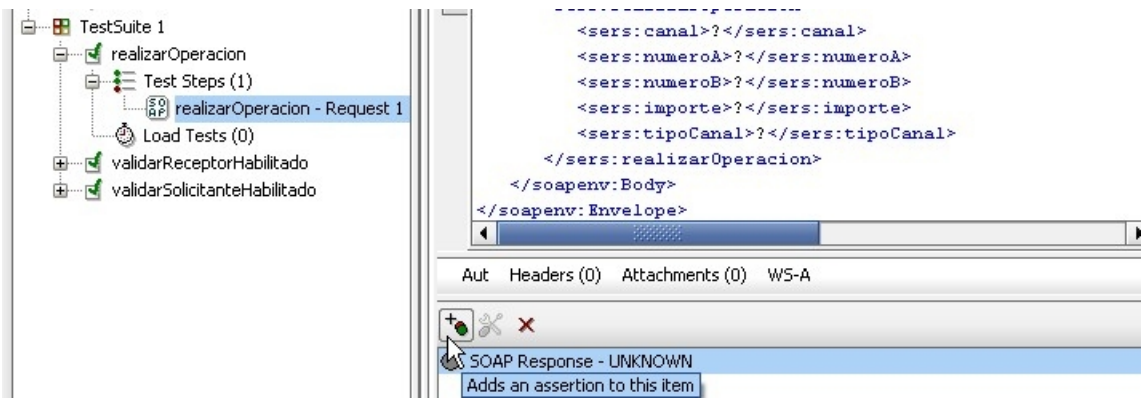 TestSuite 1
realizarOperacion
Test Steps (1)
realizarOperacion - Request 1
Load Tests (0)
validarReceptorHabilitado
validarSolicitanteHabilitado
<sers:canal>?</sers:canal>
<sers:numeroA>?</sers:numeroA>
<sers:numeroB>?</sers:numeroB>
<sers:importe>?</sers:importe>
<sers:tipoCanal>?</sers:tipoCanal>
</sers:realizarOperacion>
</soapenv:Body>
</soapenv:Envelope>
Aut Headers (0) Attachments (0) WS-A
SOAP Response - UNKNOWN
Adds an assertion to this item